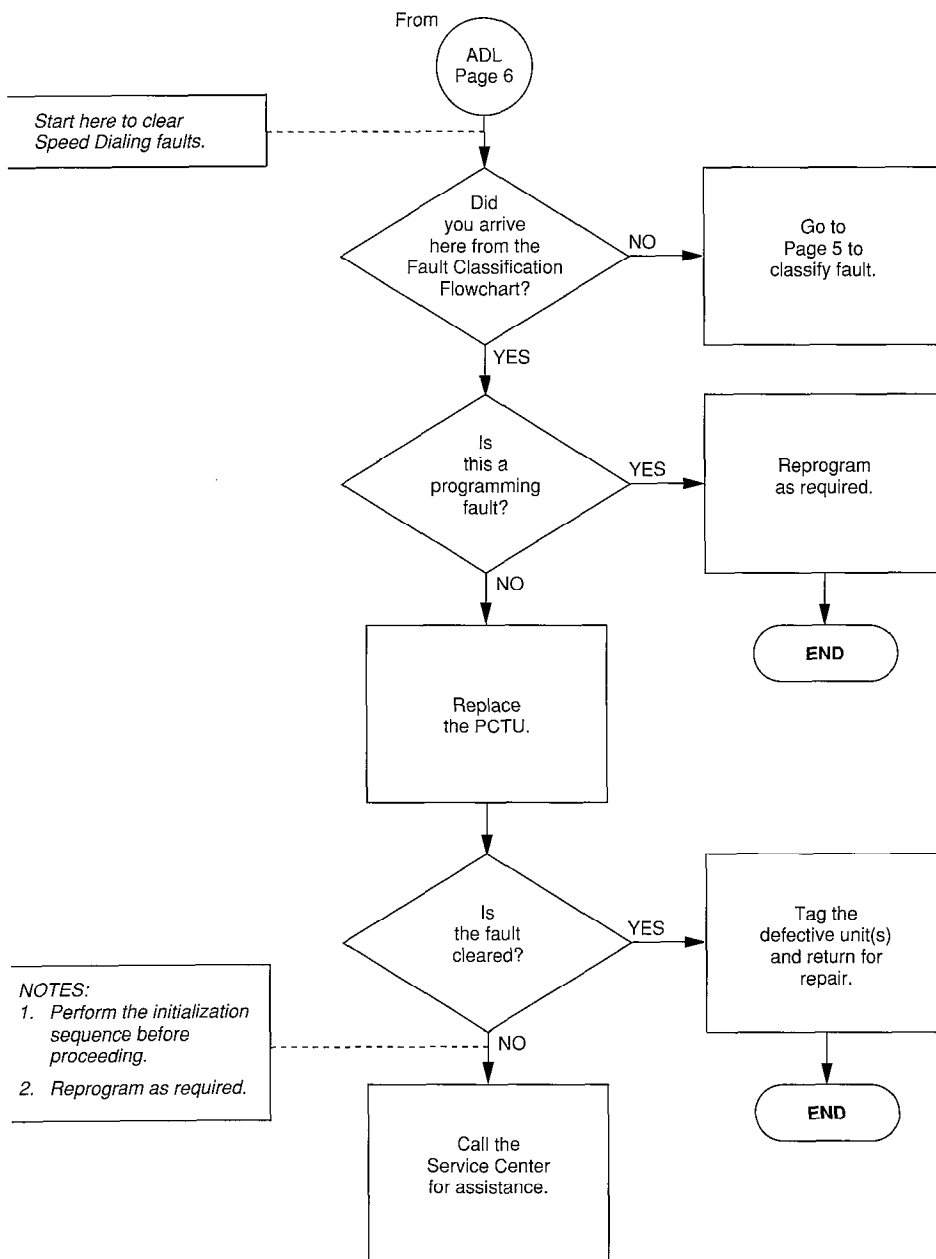 From
ADL
Page 6
Start here to clear
Speed Dialing faults.
Did
you arrive
here from the
Fault Classification
Flowchart?
NO
Go to
Page 5 to
classify fault.
YES
Is
this a
programming
fault?
YES
Reprogram
as required.
NO
END
Replace
the PCTU.
Is
the fault
cleared?
YES
Tag the
defective unit(s)
and return for
repair.
NOTES:
1. Perform the initialization
sequence before
proceeding.
2. Reprogram as required.
NO
END
Call the
Service Center
for assistance.